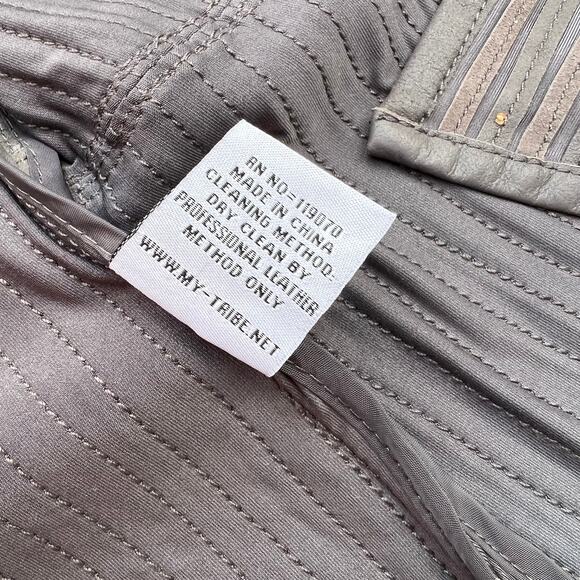 RN NO=119070
MADE IN CHINA
CLEANING METHOD:
DRY CLEAN BY
PROFESSIONAL LEATHER
METHOD ONLY
WWW.MY-TRIBE.NET